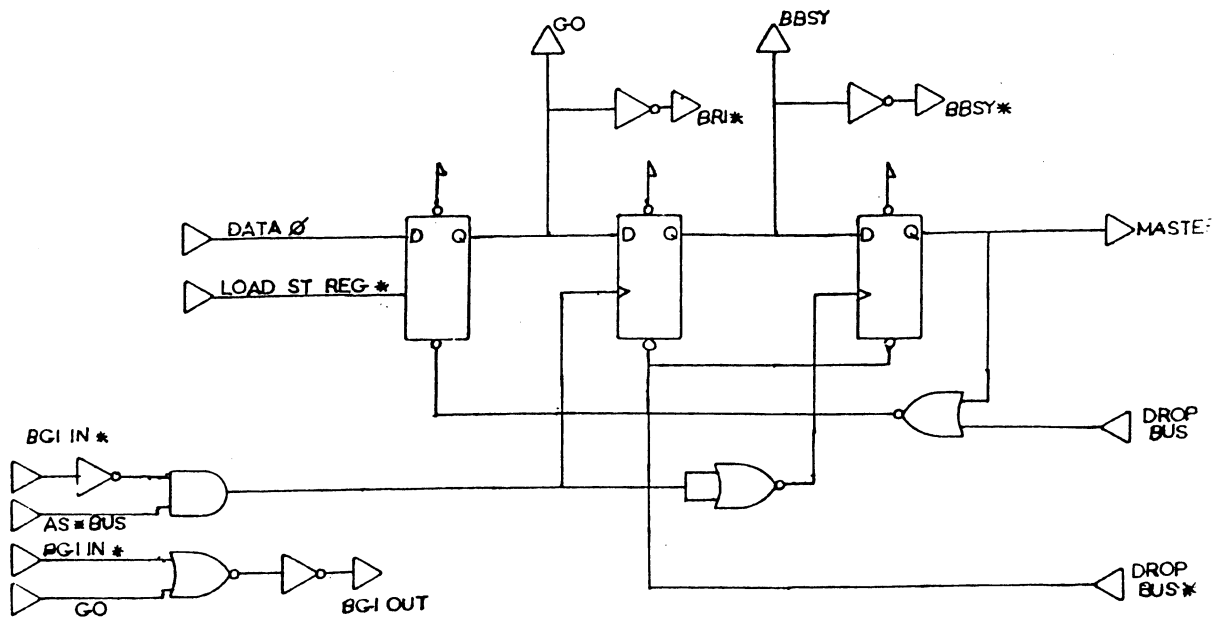 GO
BBSY
BRI*
BBSY*
DATA Ø
D Q
D Q
D Q
MASTE
LOAD ST REG *
DROP
BUS
BGI IN *
AS * BUS
BGI IN *
GO
BGI OUT
DROP
BUS *